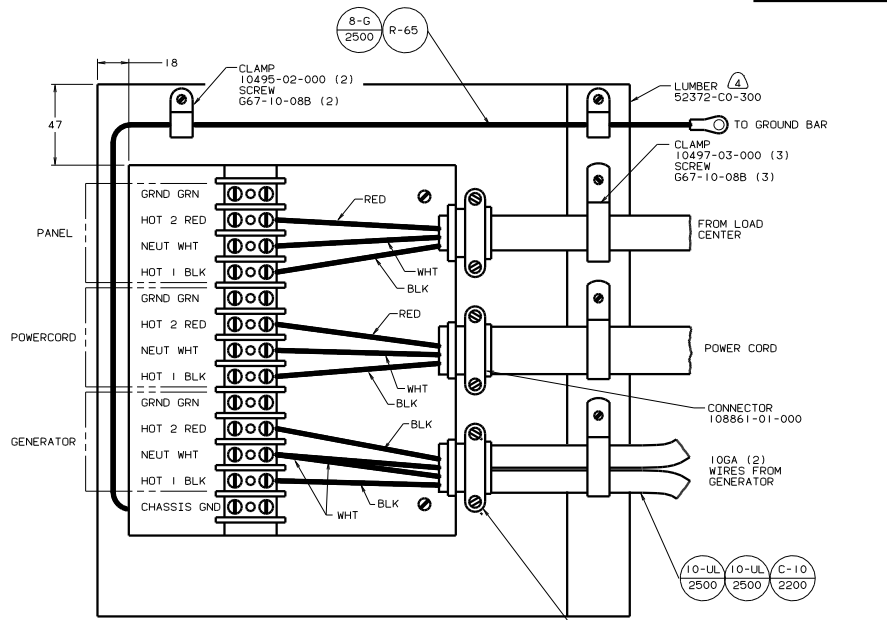 8-G
2500
R-65
18
CLAMP
10495-02-000 (2)
SCREW
G67-10-08B (2)
47
LUMBER 4
52372-C0-300
TO GROUND BAR
CLAMP
10497-03-000 (3)
SCREW
G67-10-08B (3)
PANEL
GRND GRN
HOT 2 RED
NEUT WHT
HOT 1 BLK
RED
WHT
BLK
FROM LOAD
CENTER
POWERCORD
GRND GRN
HOT 2 RED
NEUT WHT
HOT 1 BLK
RED
WHT
BLK
POWER CORD
CONNECTOR
108861-01-000
GENERATOR
GRND GRN
HOT 2 RED
NEUT WHT
HOT 1 BLK
CHASSIS GND
BLK
BLK
WHT
10GA (2)
WIRES FROM
GENERATOR
10-UL
2500
10-UL
2500
C-10
2200